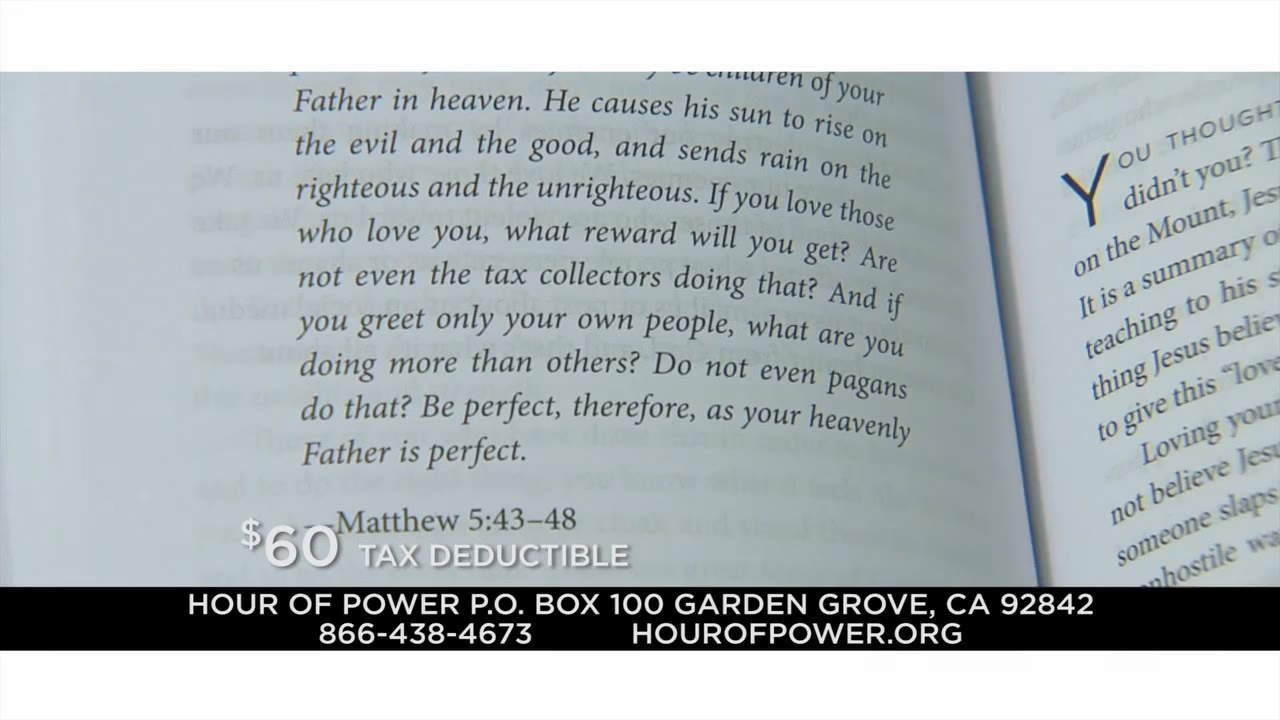 children of your
Father in heaven. He causes his sun to rise on
the evil and the good, and sends rain on the
righteous and the unrighteous. If you love those
who love you, what reward will you get? Are
not even the tax collectors doing that? And if
you greet only your own people, what are you
doing more than others? Do not even pagans
do that? Be perfect, therefore, as your heavenly
Father is perfect.
—Matthew 5:43–48
YOU THOUGHT
didn't you?
on the Mount,
It is a summary
teaching to his
thing Jesus
to give this "love
Loving your
not believe
someone slaps
$60 TAX DEDUCTIBLE
HOUR OF POWER P.O. BOX 100 GARDEN GROVE, CA 92842
866-438-4673 HOUROFPOWER.ORG